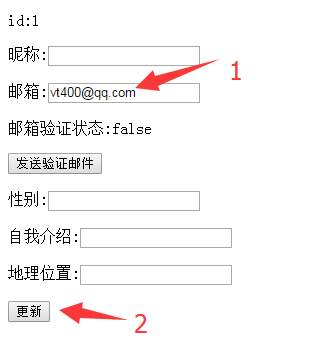 id:1
昵称:
1
邮箱:vt400@qq.com
邮箱验证状态:false
发送验证邮件
性别:
自我介绍:
地理位置:
更新
2